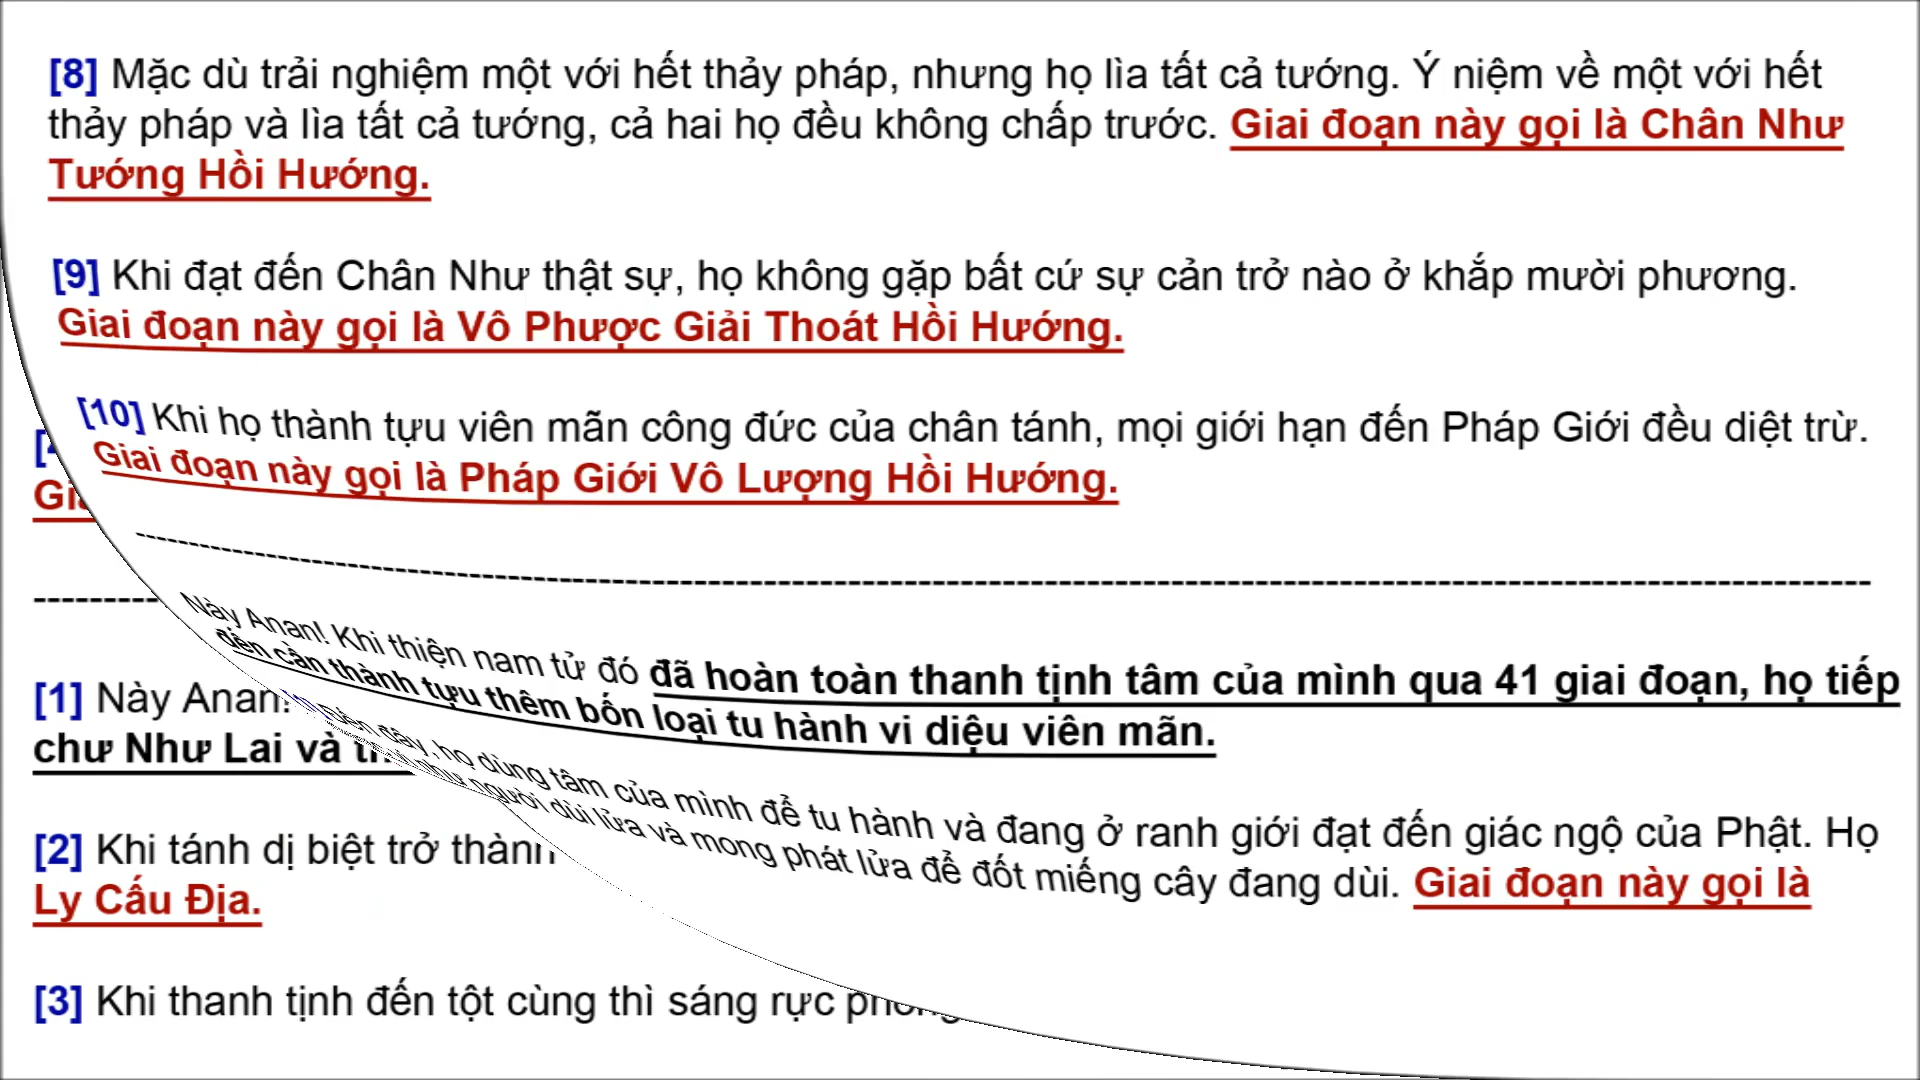 [8] Mặc dù trải nghiệm một với hết thảy pháp, nhưng họ lìa tất cả tướng. Ý niệm về một với hết
thảy pháp và lìa tất cả tướng, cả hai họ đều không chấp trước. Giai đoạn này gọi là Chân Như
Tướng Hồi Hướng.
[9] Khi đạt đến Chân Như thật sự, họ không gặp bất cứ sự cản trở nào ở khắp mười phương.
Giai đoạn này gọi là Vô Phược Giải Thoát Hồi Hướng.
[10] Khi họ thành tựu viên mãn công đức của chân tánh, mọi giới hạn đến Pháp Giới đều diệt trừ.
Giai đoạn này gọi là Pháp Giới Vô Lượng Hồi Hướng.
Này Anan! Khi thiện nam tử đó đã hoàn toàn thanh tịnh tâm của mình qua 41 giai đoạn, họ tiếp
đến cần thành tựu thêm bốn loại tu hành vi diệu viên mãn.
đây, họ dùng tâm của mình để tu hành và đang ở ranh giới đạt đến giác ngộ của Phật. Họ
như người dùi lửa và mong phát lửa để đốt miếng cây đang dùi. Giai đoạn này gọi là
[1] Này Anan!
chư Như Lai và
[2] Khi tánh dị biệt trở thành
Ly Cấu Địa.
[3] Khi thanh tịnh đến tột cùng thì sáng rực